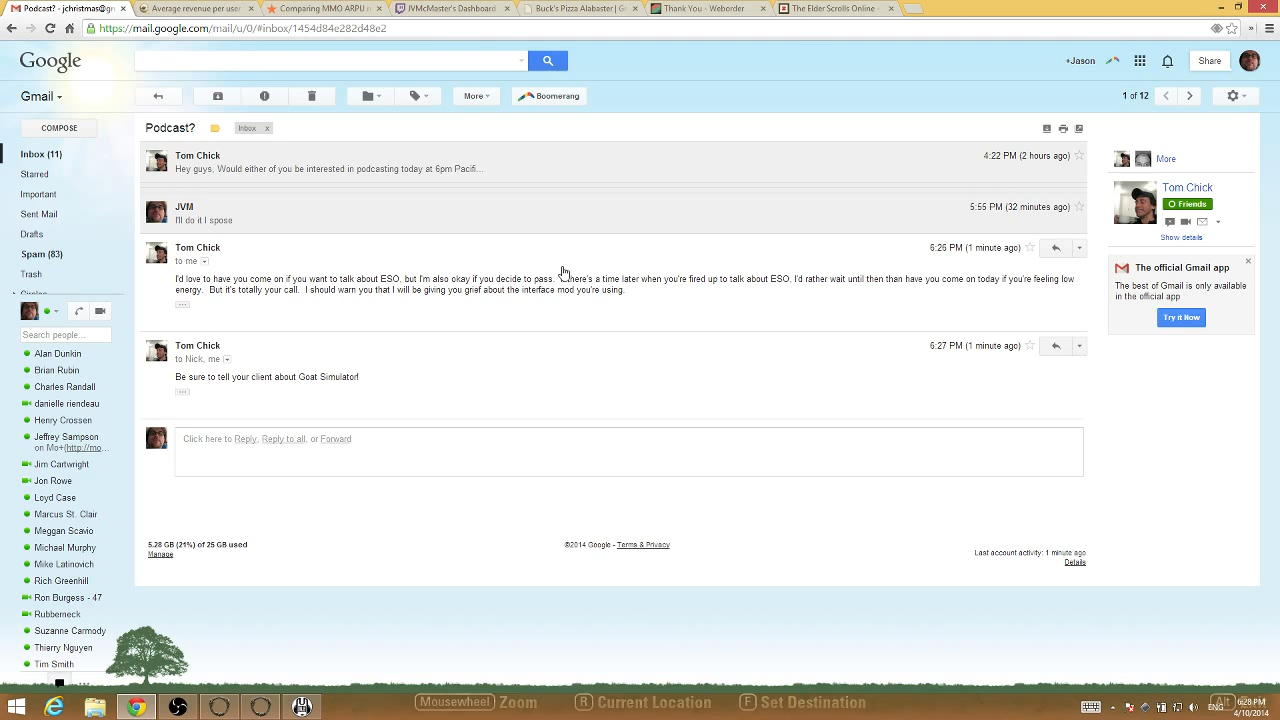 Podcast? - jchristmas@gn
Average revenue per user
Comparing MMO ARPU
JVMcMaster's Dashboard
Buck's Pizza Alabaster | G
Thank You - Weborder
The Elder Scrolls Online -
https://mail.google.com/mail/u/0/#inbox/1454d84e282d48e2
Google
+Jason
Share
Gmail
More
Boomerang
1 of 12
COMPOSE
Inbox (11)
Starred
Important
Sent Mail
Drafts
Spam (83)
Trash
Search people...
Alan Dunkin
Brian Rubin
Charles Randall
danielle riendeau
Henry Crossen
Jeffrey Sampson
on Mo+(http://mo...
Jim Cartwright
Jon Rowe
Loyd Case
Marcus St. Clair
Meggan Scavio
Michael Murphy
Mike Latinovich
Rich Greenhill
Ron Burgess - 47
Rubberneck
Suzanne Carmody
Thierry Nguyen
Tim Smith
Podcast?
Inbox x
Tom Chick
4:22 PM (2 hours ago)
Hey guys, Would either of you be interested in podcasting today at 6pm Pacifi...
JVM
5:55 PM (32 minutes ago)
I'll do it I spose
Tom Chick
6:26 PM (1 minute ago)
to me
I'd love to have you come on if you want to talk about ESO, but I'm also okay if you decide to pass. here's a time later when you're fired up to talk about ESO, I'd rather wait until then than have you come on today if you're feeling low
energy. But it's totally your call. I should warn you that I will be giving you grief about the interface mod you're using.
Tom Chick
6:27 PM (1 minute ago)
to Nick, me
Be sure to tell your client about Goat Simulator!
Click here to Reply, Reply to all, or Forward
5.28 GB (21%) of 25 GB used
Manage
©2014 Google - Terms & Privacy
Last account activity: 1 minute ago
Details
More
Tom Chick
Friends
Show details
The official Gmail app
The best of Gmail is only available
in the official app
Try it Now
Mousewheel Zoom
R Current Location
F Set Destination
Alt
ENG
6:28 PM
4/10/2014